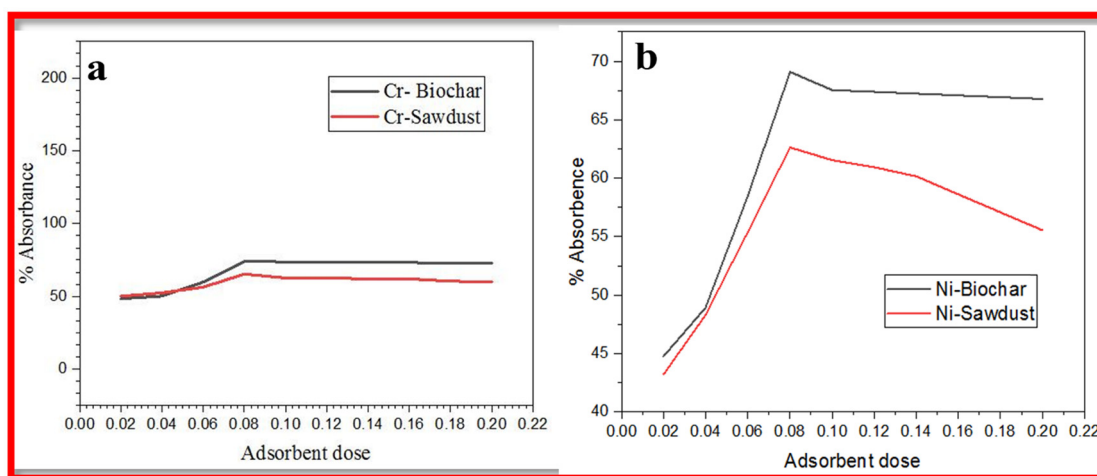 a
200
150
100
50
0
% Absorbance
Cr- Biochar
Cr-Sawdust
0.00 0.02 0.04 0.06 0.08 0.10 0.12 0.14 0.16 0.18 0.20 0.22
Adsorbent dose
b
70
65
60
55
50
45
40
% Absorbence
Ni-Biochar
Ni-Sawdust
0.00 0.02 0.04 0.06 0.08 0.10 0.12 0.14 0.16 0.18 0.20 0.22
Adsorbent dose